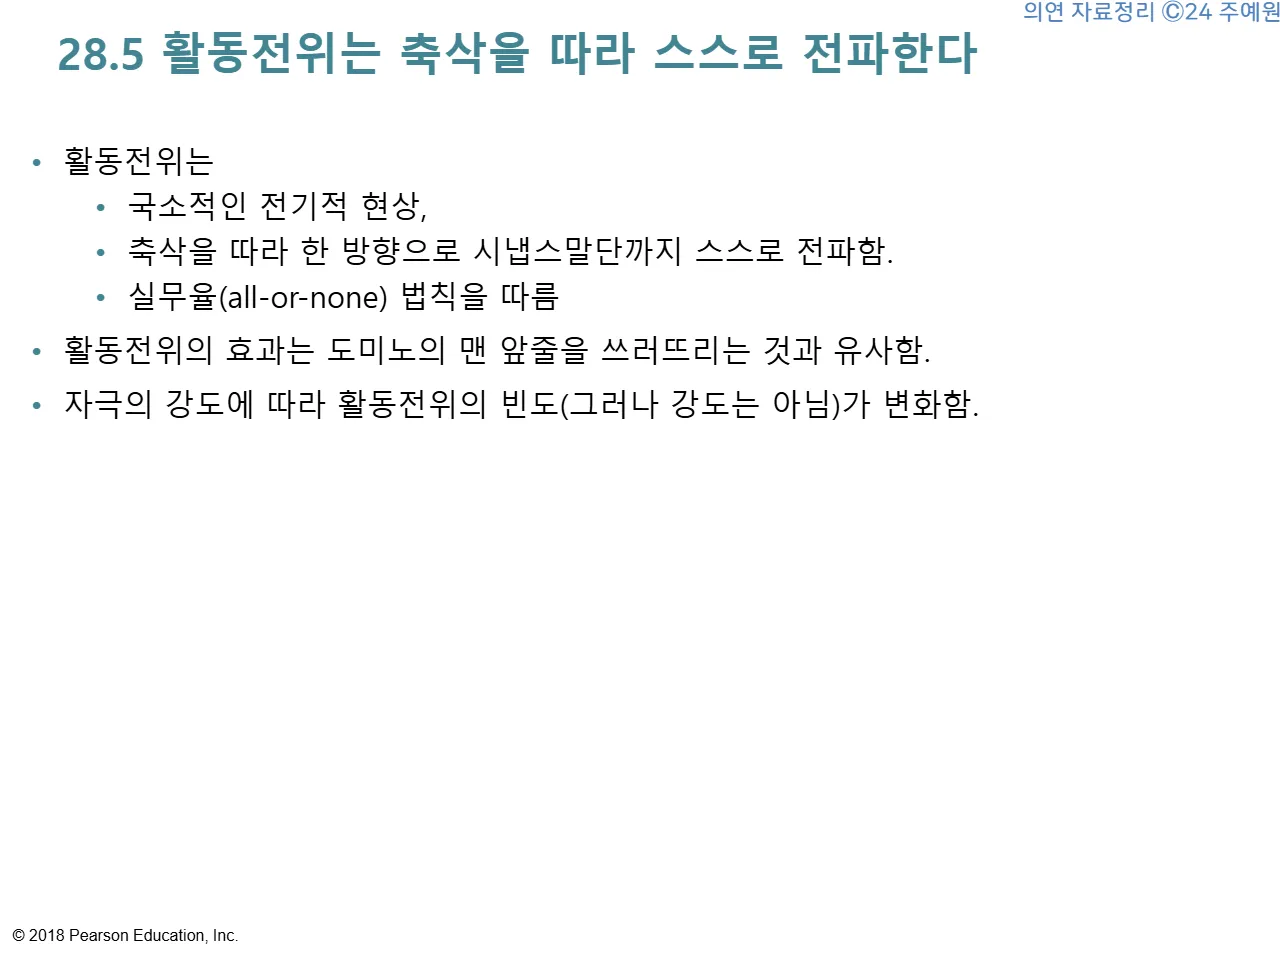 의연 자료정리 ©24 주예원
28.5 활동전위는 축삭을 따라 스스로 전파한다
• 활동전위는
• 국소적인 전기적 현상,
• 축삭을 따라 한 방향으로 시냅스말단까지 스스로 전파함.
• 실무율(all-or-none) 법칙을 따름
• 활동전위의 효과는 도미노의 맨 앞줄을 쓰러뜨리는 것과 유사함.
• 자극의 강도에 따라 활동전위의 빈도(그러나 강도는 아님)가 변화함.
© 2018 Pearson Education, Inc.